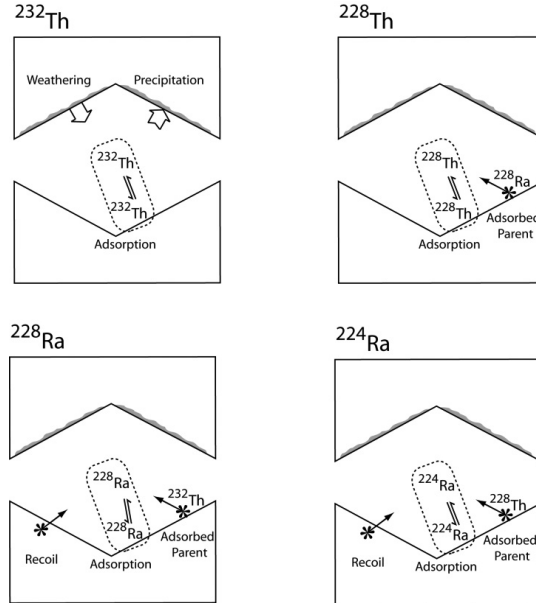 ²³²Th
Weathering
Precipitation
²³²Th
²³²Th
Adsorption
²²⁸Th
²²⁸Th
²²⁸Th
²²⁸Ra
Adsorbed
Parent
Adsorption
²²⁸Ra
²²⁸Ra
²²⁸Ra
²³²Th
Adsorbed
Parent
Recoil
Adsorption
²²⁴Ra
²²⁴Ra
²²⁴Ra
²²⁸Th
Adsorbed
Parent
Recoil
Adsorption